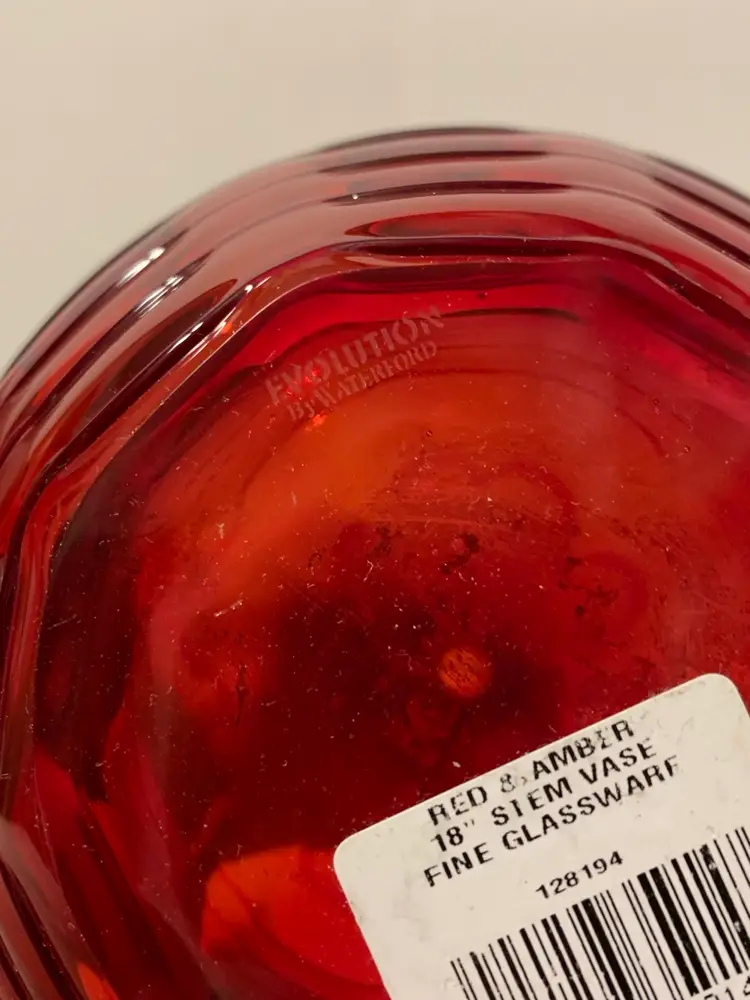 EVOLUTION
By WATERFORD
RED & AMBER
18" STEM VASE
FINE GLASSWARE
128194